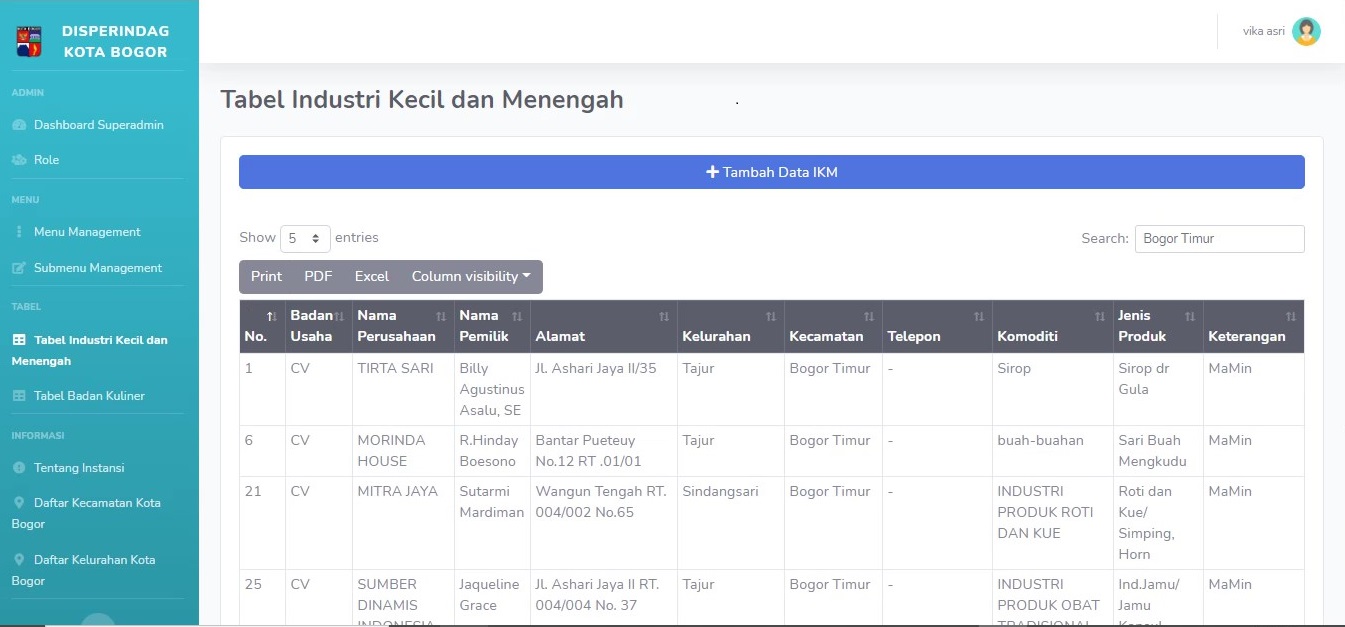 DISPERINDAG
KOTA BOGOR
vika asri
ADMIN
Dashboard Superadmin
Role
MENU
Menu Management
Submenu Management
TABEL
Tabel Industri Kecil dan
Menengah
Tabel Badan Kuliner
INFORMASI
Tentang Instansi
Daftar Kecamatan Kota
Bogor
Daftar Kelurahan Kota
Bogor
Tabel Industri Kecil dan Menengah
Tambah Data IKM
Show 5 entries
Search: Bogor Timur
Print PDF Excel Column visibility
No. Badan Usaha Nama Perusahaan Nama Pemilik Alamat Kelurahan Kecamatan Telepon Komoditi Jenis Produk Keterangan
1 CV TIRTA SARI Billy Jl. Ashari Jaya II/35 Tajur Bogor Timur - Sirop Sirop dr MaMin
Agustinus Gula
Asalu, SE
6 CV MORINDA R.Hinday Bantar Pueteuy Tajur Bogor Timur - buah-buahan Sari Buah MaMin
HOUSE Boesono No.12 RT .01/01 Mengkudu
21 CV MITRA JAYA Sutarmi Wangun Tengah RT. Sindangsari Bogor Timur - INDUSTRI Roti dan MaMin
Mardiman 004/002 No.65 PRODUK ROTI Kue/
DAN KUE Simping,
Horn
25 CV SUMBER Jaqueline Jl. Ashari Jaya II RT. Tajur Bogor Timur - INDUSTRI Ind.Jamu/ MaMin
DINAMIS Grace 004/004 No. 37 PRODUK OBAT Jamu
INDONESIA TRADISIONAL